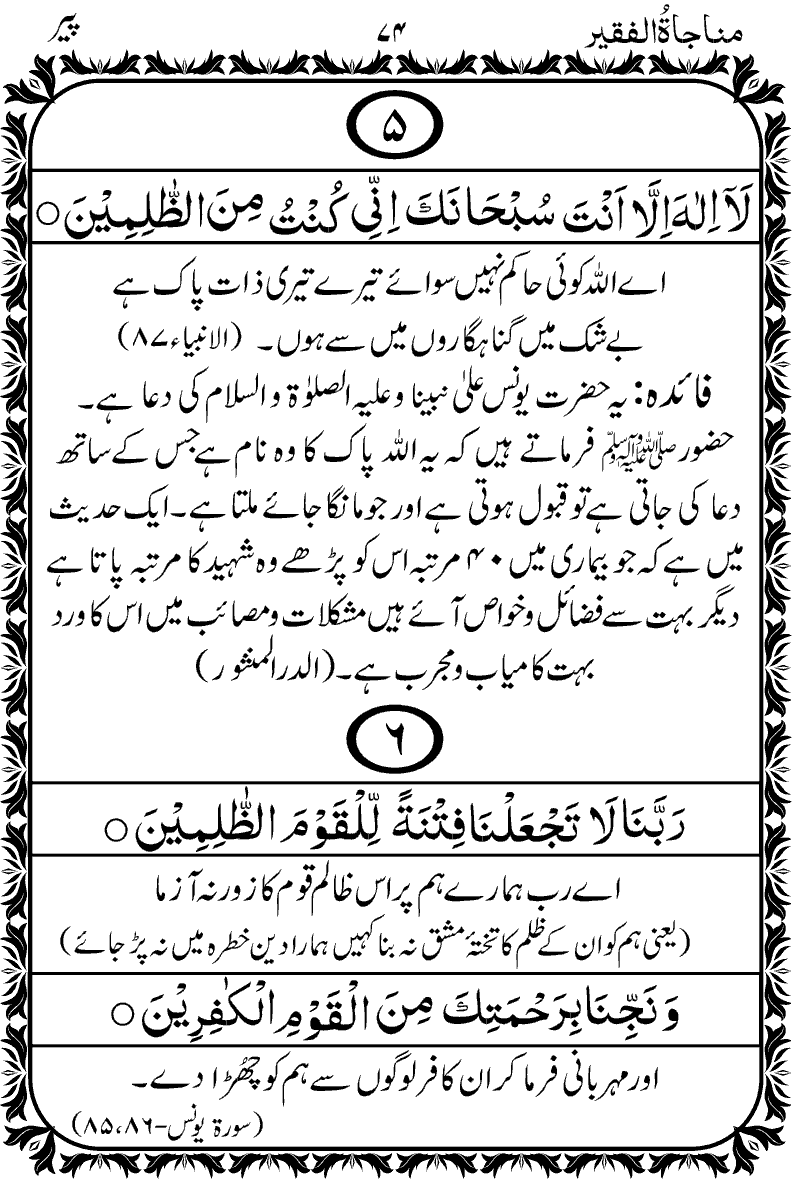 مناجاۃُالفقیر ۷۴ پیر
۵
لَآ اِلٰهَ اِلَّا اَنْتَ سُبْحَانَكَ اِنِّي كُنْتُ مِنَ الظّٰلِمِيْنَ ○
اے اللہ کوئی حاکم نہیں سوائے تیرے تیری ذات پاک ہے
بے شک میں گناہگاروں میں سے ہوں۔ (الانبیاء ۸۷)
فائدہ: یہ حضرت یونس علیٰ نبینا وعلیہ الصلوٰۃ والسلام کی دعا ہے۔
حضور ﷺ فرماتے ہیں کہ یہ اللہ پاک کا وہ نام ہے جس کے ساتھ
دعا کی جاتی ہے تو قبول ہوتی ہے اور جو مانگا جائے ملتا ہے۔ ایک حدیث
میں ہے کہ جو بیماری میں ۴۰ مرتبہ اس کو پڑھے وہ شہید کا مرتبہ پاتا ہے
دیگر بہت سے فضائل وخواص آئے ہیں مشکلات ومصائب میں اس کا ورد
بہت کامیاب ومجرب ہے۔ (الدرالمنثور)
۶
رَبَّنَا لَا تَجْعَلْنَا فِتْنَةً لِّلْقَوْمَ الظّٰلِمِيْنَ ○
اے رب ہمارے ہم پر اس ظالم قوم کا زور نہ آزما
(یعنی ہم کو ان کے ظلم کا تختۂ مشق نہ بنا کہیں ہمارا دین خطرہ میں نہ پڑ جائے)
وَنَجِّنَا بِرَحْمَتِكَ مِنَ الْقَوْمِ الْكٰفِرِيْنَ ○
اور مہربانی فرما کر ان کافر لوگوں سے ہم کو چُھڑا دے۔
(سورۃ یونس-۸۵،۸۶)